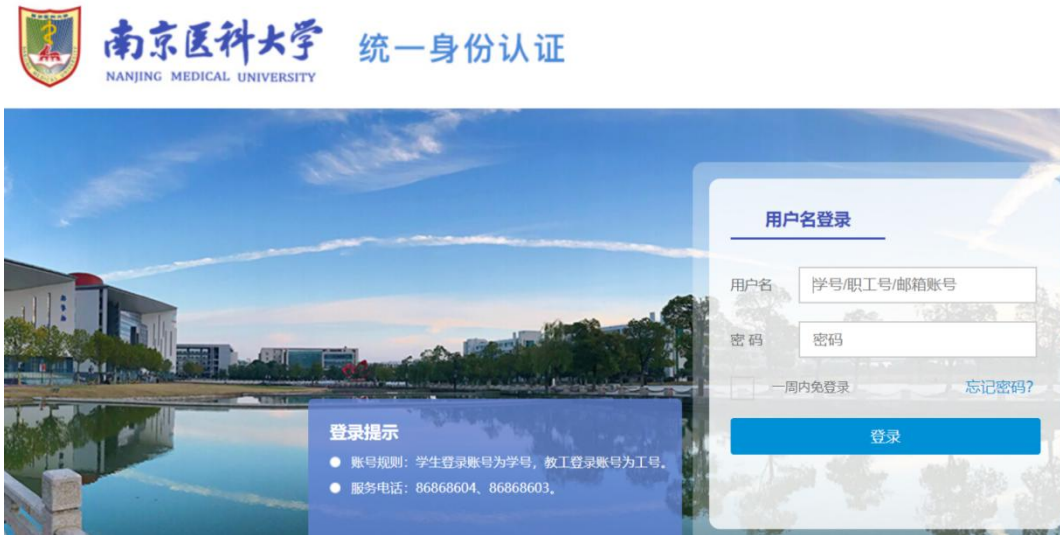 南京医科大学
NANJING MEDICAL UNIVERSITY
统一身份认证
用户名登录
用户名
学号/职工号/邮箱账号
密码
密码
一周内免登录
忘记密码?
登录
登录提示
账号规则：学生登录账号为学号，教工登录账号为工号。
服务电话：86868604、86868603。